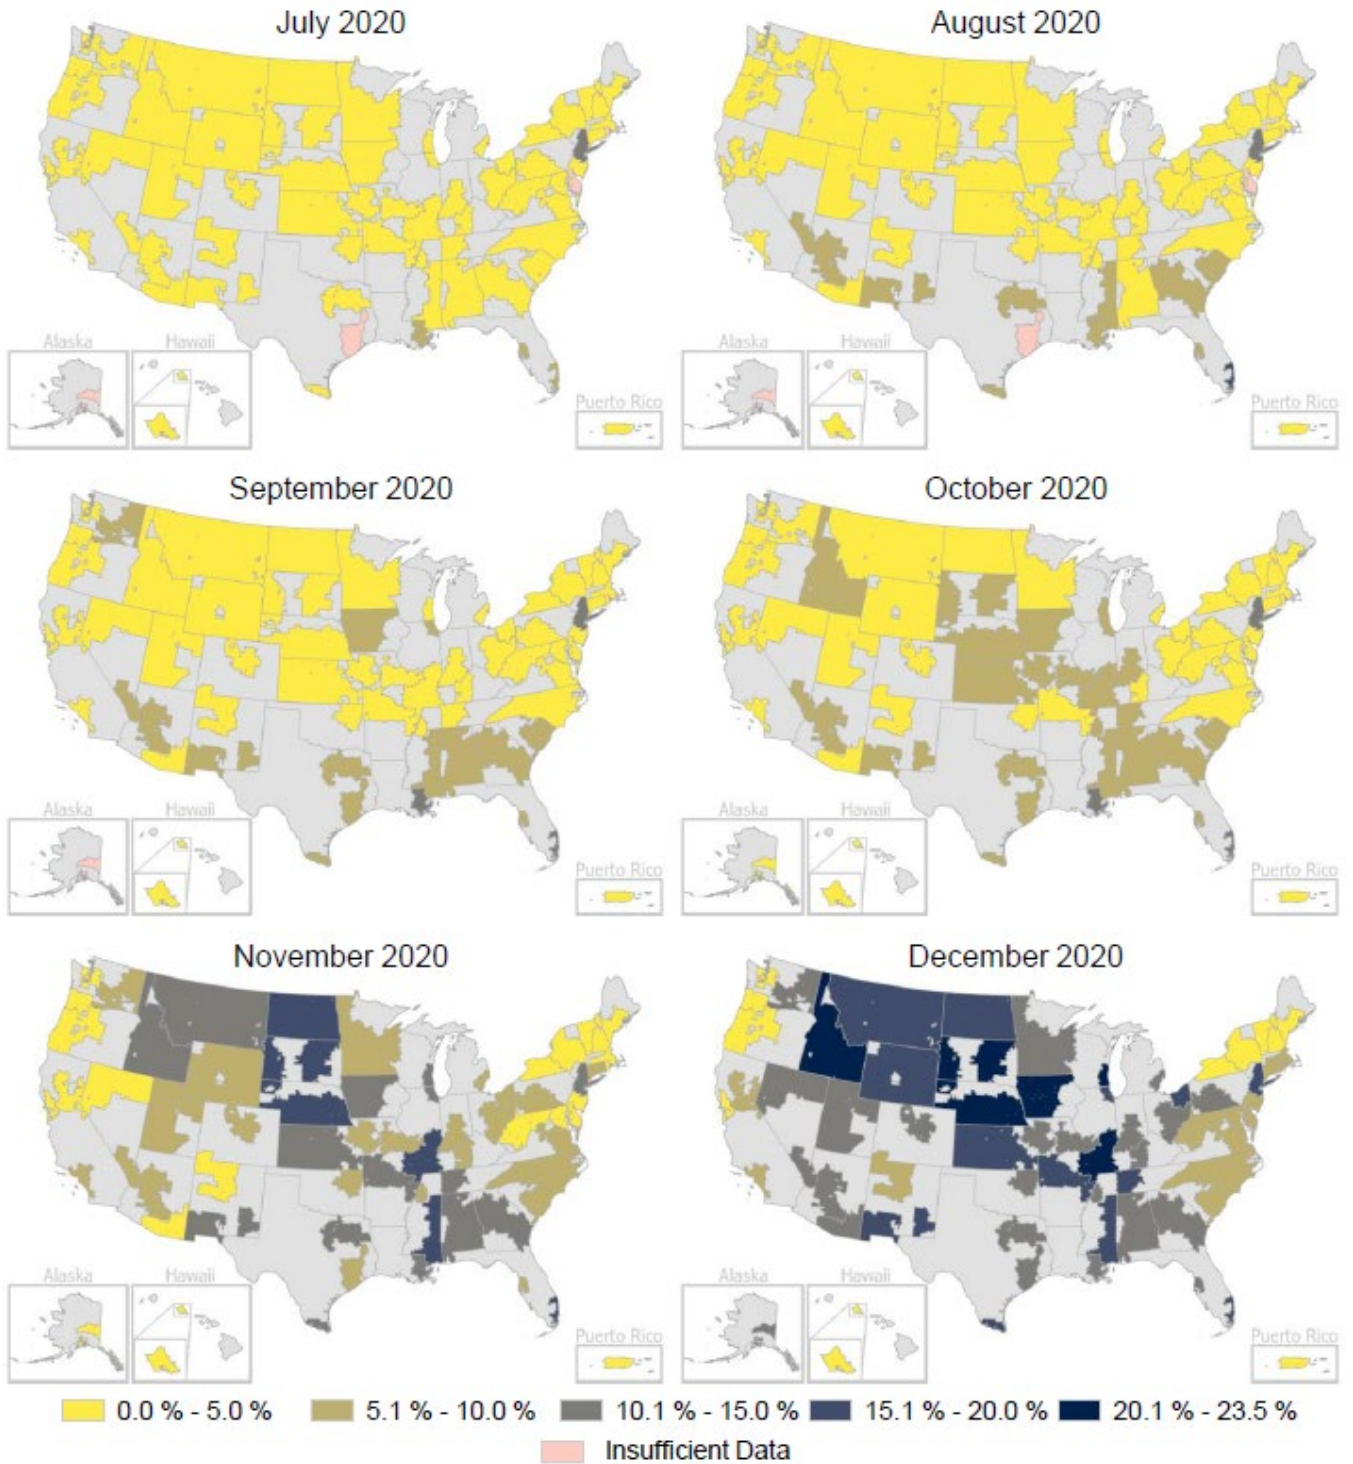 July 2020
August 2020
Alaska
Hawaii
Puerto Rico
Alaska
Hawaii
Puerto Rico
September 2020
October 2020
Alaska
Hawaii
Puerto Rico
Alaska
Hawaii
Puerto Rico
November 2020
December 2020
Alaska
Hawaii
Puerto Rico
Alaska
Hawaii
Puerto Rico
0.0 % - 5.0 % 5.1 % - 10.0 % 10.1 % - 15.0 % 15.1 % - 20.0 % 20.1 % - 23.5 %
Insufficient Data